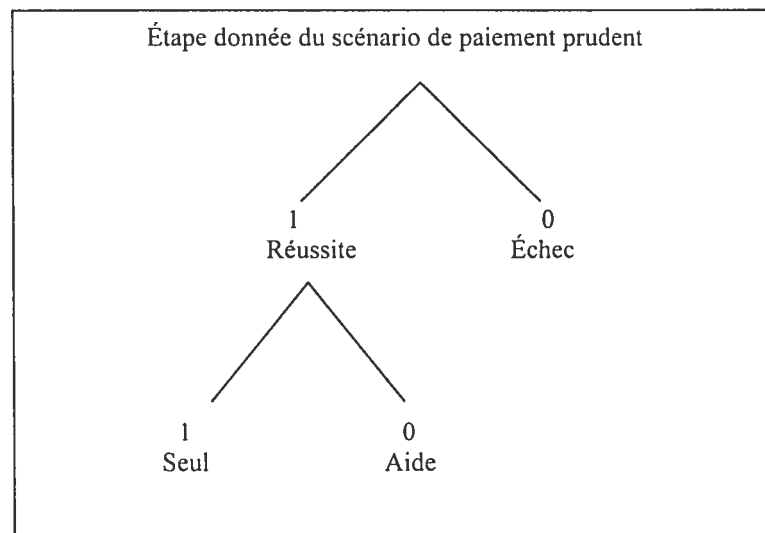 Étape donnée du scénario de paiement prudent
1 0
Réussite Échec
1 0
Seul Aide